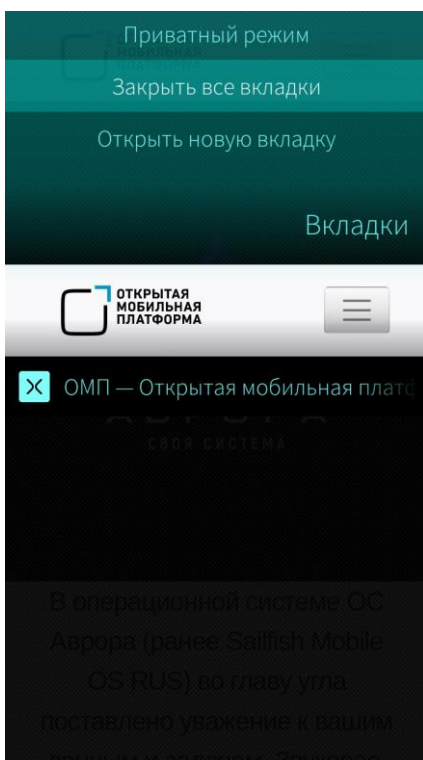 Приватный режим
Закрыть все вкладки
Открыть новую вкладку
Вкладки
ОТКРЫТАЯ
МОБИЛЬНАЯ
ПЛАТФОРМА
ОМП — Открытая мобильная платф
АВРОРА
СВОЯ СИСТЕМА
В операционной системе ОС
Аврора (ранее Sailfish Mobile
OS RUS) во главу угла
поставлено уважение к вашим